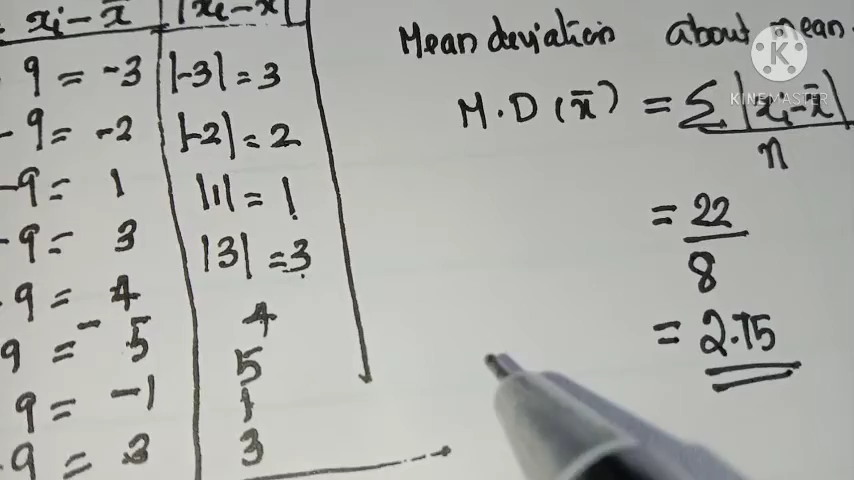 xi - x̄ |xi - x̄|
9 = -3 |-3| = 3
- 9 = -2 |-2| = 2
-9 = 1 |1| = 1
-9 = 3 |3| = 3
9 = 4 4
9 = -5 5
9 = -1 1
-9 = 3 3
Mean deviation about mean.
M.D (x̄) = Σ |xi - x̄|
n
= 22
8
= 2.75
KINEMASTER